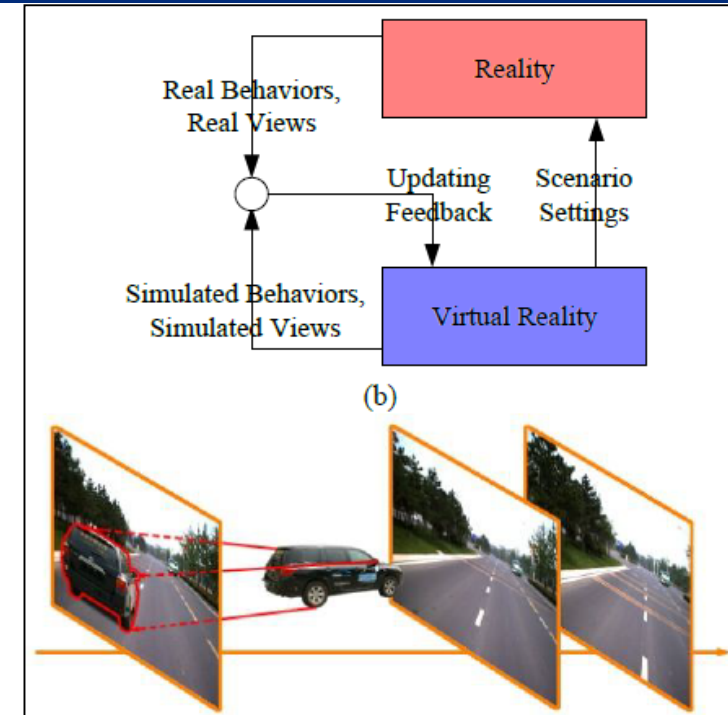 Reality
Real Behaviors,
Real Views
Updating
Feedback
Scenario
Settings
Simulated Behaviors,
Simulated Views
Virtual Reality
(b)